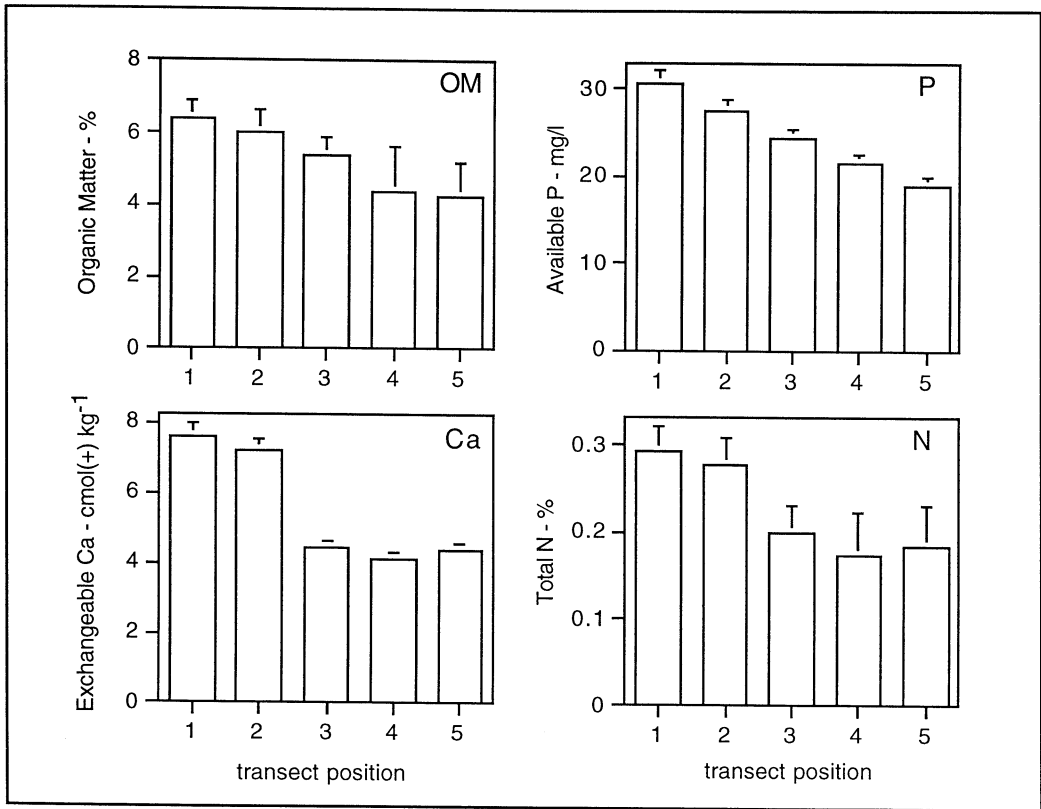 OM
Organic Matter - %
8
6
4
2
0
1 2 3 4 5
P
Available P - mg/l
30
20
10
0
1 2 3 4 5
Ca
Exchangeable Ca - cmol(+) kg-1
8
6
4
2
0
1 2 3 4 5
transect position
N
Total N - %
0.3
0.2
0.1
0
1 2 3 4 5
transect position